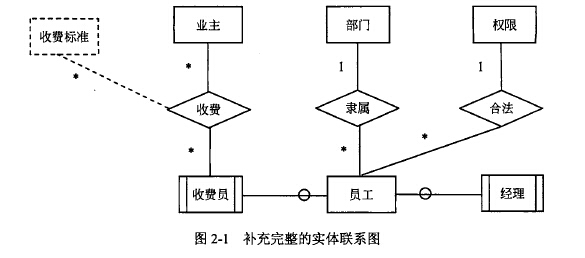 收费标准 业主 部门 权限
* * 1 1
收费 隶属 合法
* * *
收费员 员工 经理
图 2-1 补充完整的实体联系图